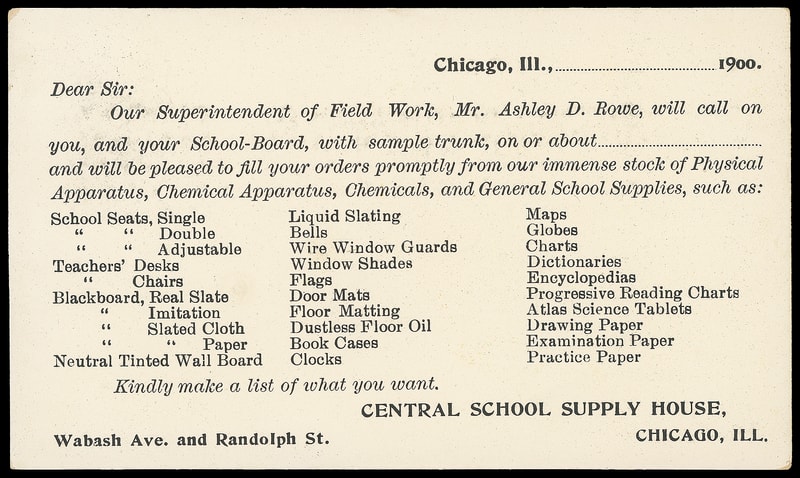 Chicago, Ill.,........................................1900.
Dear Sir:
Our Superintendent of Field Work, Mr. Ashley D. Rowe, will call on
you, and your School-Board, with sample trunk, on or about........................................
and will be pleased to fill your orders promptly from our immense stock of Physical
Apparatus, Chemical Apparatus, Chemicals, and General School Supplies, such as:
School Seats, Single
“ “ Double
“ “ Adjustable
Teachers' Desks
“ Chairs
Blackboard, Real Slate
“ Imitation
“ Slated Cloth
“ “ Paper
Neutral Tinted Wall Board
Liquid Slating
Bells
Wire Window Guards
Window Shades
Flags
Door Mats
Floor Matting
Dustless Floor Oil
Book Cases
Clocks
Maps
Globes
Charts
Dictionaries
Encyclopedias
Progressive Reading Charts
Atlas Science Tablets
Drawing Paper
Examination Paper
Practice Paper
Kindly make a list of what you want.
CENTRAL SCHOOL SUPPLY HOUSE,
Wabash Ave. and Randolph St.
CHICAGO, ILL.